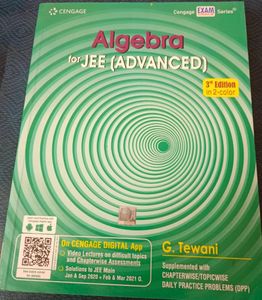 CENGAGE
Cengage EXAM Series
Algebra
for JEE (ADVANCED)
3rd Edition
in 2-color
On CENGAGE DIGITAL App
Video Lectures on difficult topics
and Chapterwise Assessments
Solutions to JEE Main
Jan & Sep 2020 • Feb & Mar 2021
G. Tewani
Supplemented with
CHAPTERWISE/TOPICWISE
DAILY PRACTICE PROBLEMS (DPP)